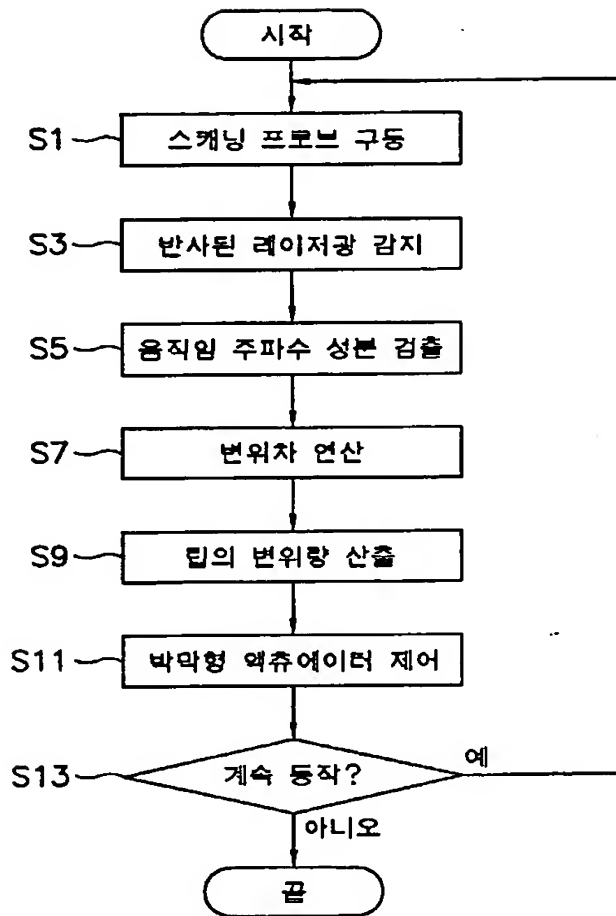 시작
S1 스캐닝 프로브 구동
S3 반사된 레이저광 감지
S5 움직임 주파수 성분 검출
S7 변위차 연산
S9 팁의 변위량 산출
S11 박막형 액츄에이터 제어
S13 계속 동작? 예
아니오
끝